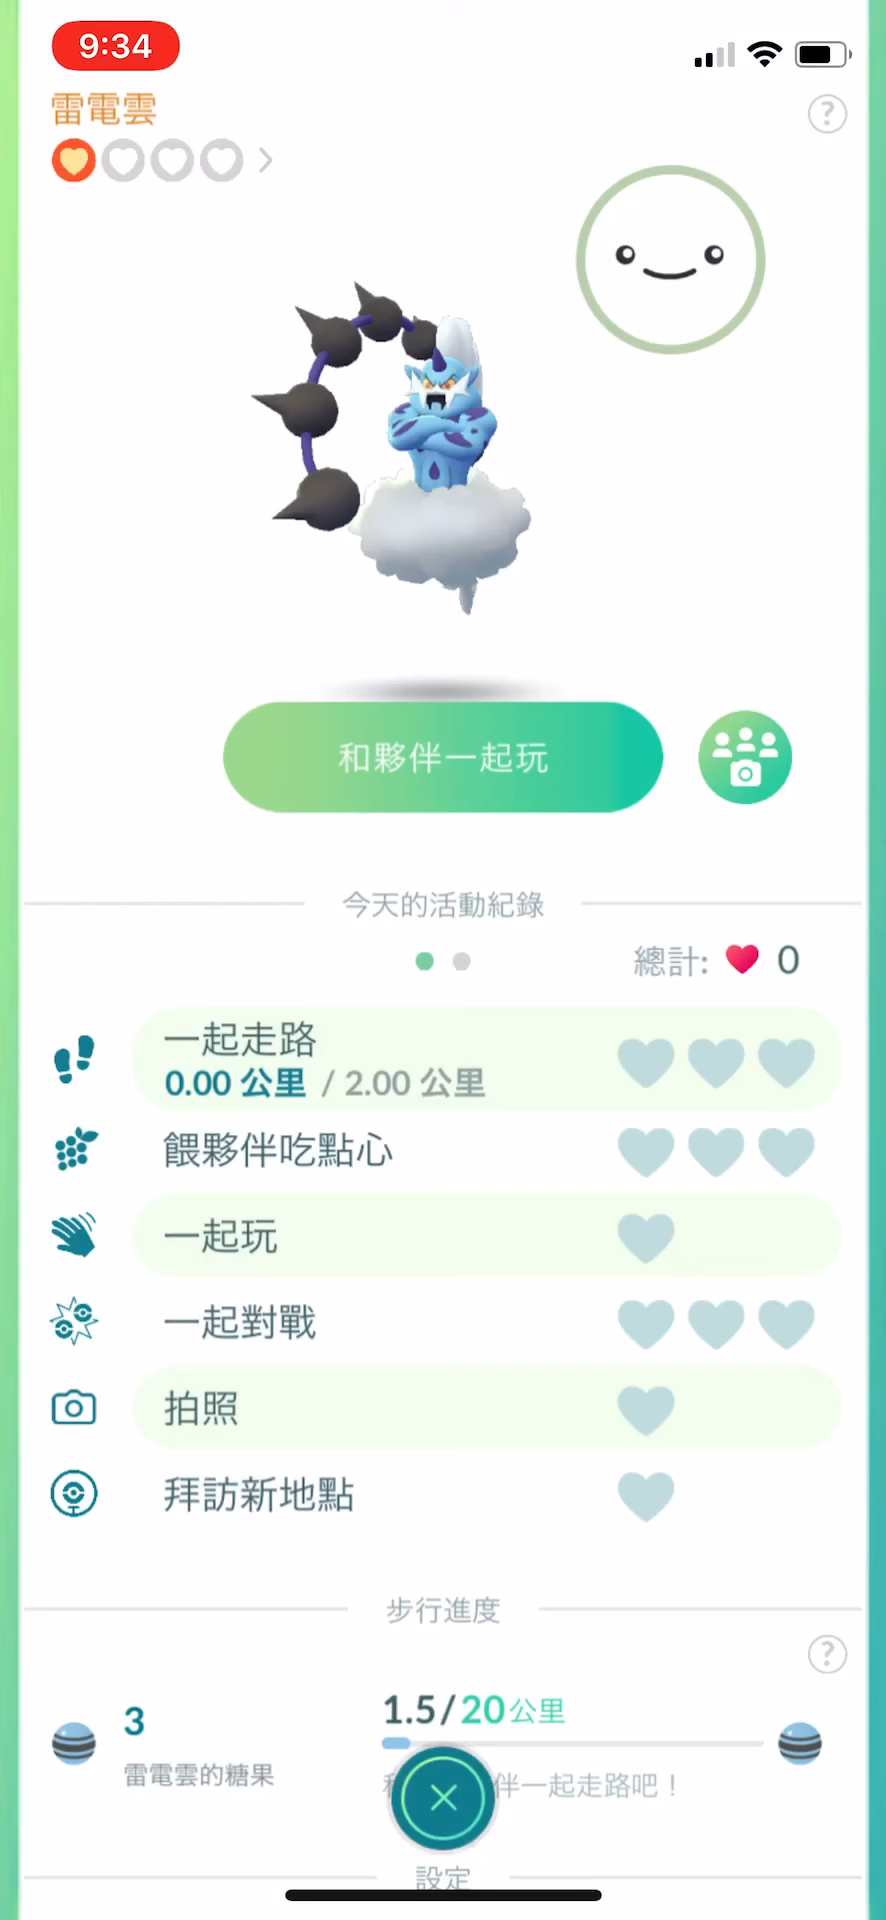 9:34
雷電雲
?
和夥伴一起玩
今天的活動紀錄
總計: 0
一起走路
0.00 公里 / 2.00 公里
餵夥伴吃點心
一起玩
一起對戰
拍照
拜訪新地點
步行進度
?
3
雷電雲的糖果
1.5/20公里
伴一起走路吧！
設定